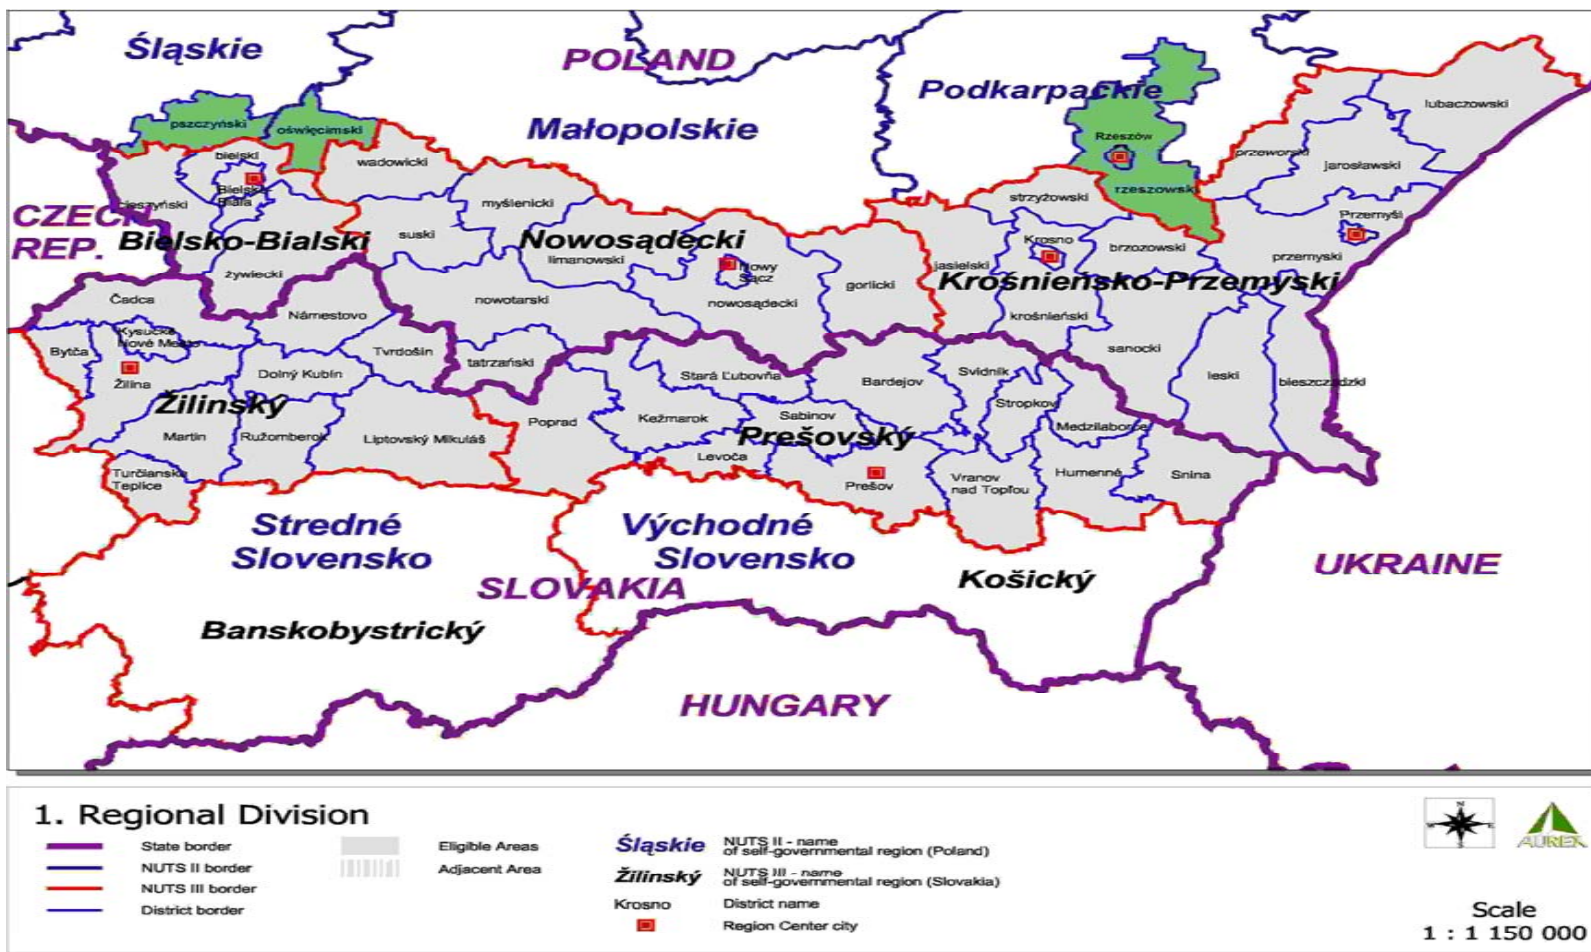 Śląskie
POLAND
Podkarpackie
Małopolskie
pszczyński
oświęcimski
Rzeszów
lubaczowski
bielski
wadowicki
przeworski
jarosławski
Bielsko-
Biała
cieszyński
myślenicki
strzyżowski
rzeszowski
Przemyśl
CZECH
REP.
Bielsko-Bialski
suski
Nowosądecki
limanowski
Krosno
brzozowski
przemyski
żywiecki
Nowy
Sącz
jasielski
Krośnieńsko-Przemyski
Čadca
Námestovo
nowotarski
nowosądecki
gorlicki
krośnieński
Kysucké
Nové Mesto
Bytča
Tvrdošín
tatrzański
sanocki
Žilina
Dolný Kubín
Stará Ľubovňa
Bardejov
Svidník
leski
bieszczadzki
Žilinský
Stropkov
Poprad
Kežmarok
Sabinov
Medzilaborce
Martin
Ružomberok
Liptovský Mikuláš
Prešovský
Levoča
Turčianske
Teplice
Prešov
Vranov
nad Topľou
Humenné
Snina
Stredné
Slovensko
Východné
Slovensko
UKRAINE
SLOVAKIA
Košický
Banskobystrický
HUNGARY
1. Regional Division
State border
NUTS II border
NUTS III border
District border
Eligible Areas
Adjacent Area
Śląskie
NUTS II - name
of self-governmental region (Poland)
Žilinský
NUTS III - name
of self-governmental region (Slovakia)
Krosno
District name
Region Center city
N
W
E
S
AUREX
Scale
1 : 1 150 000